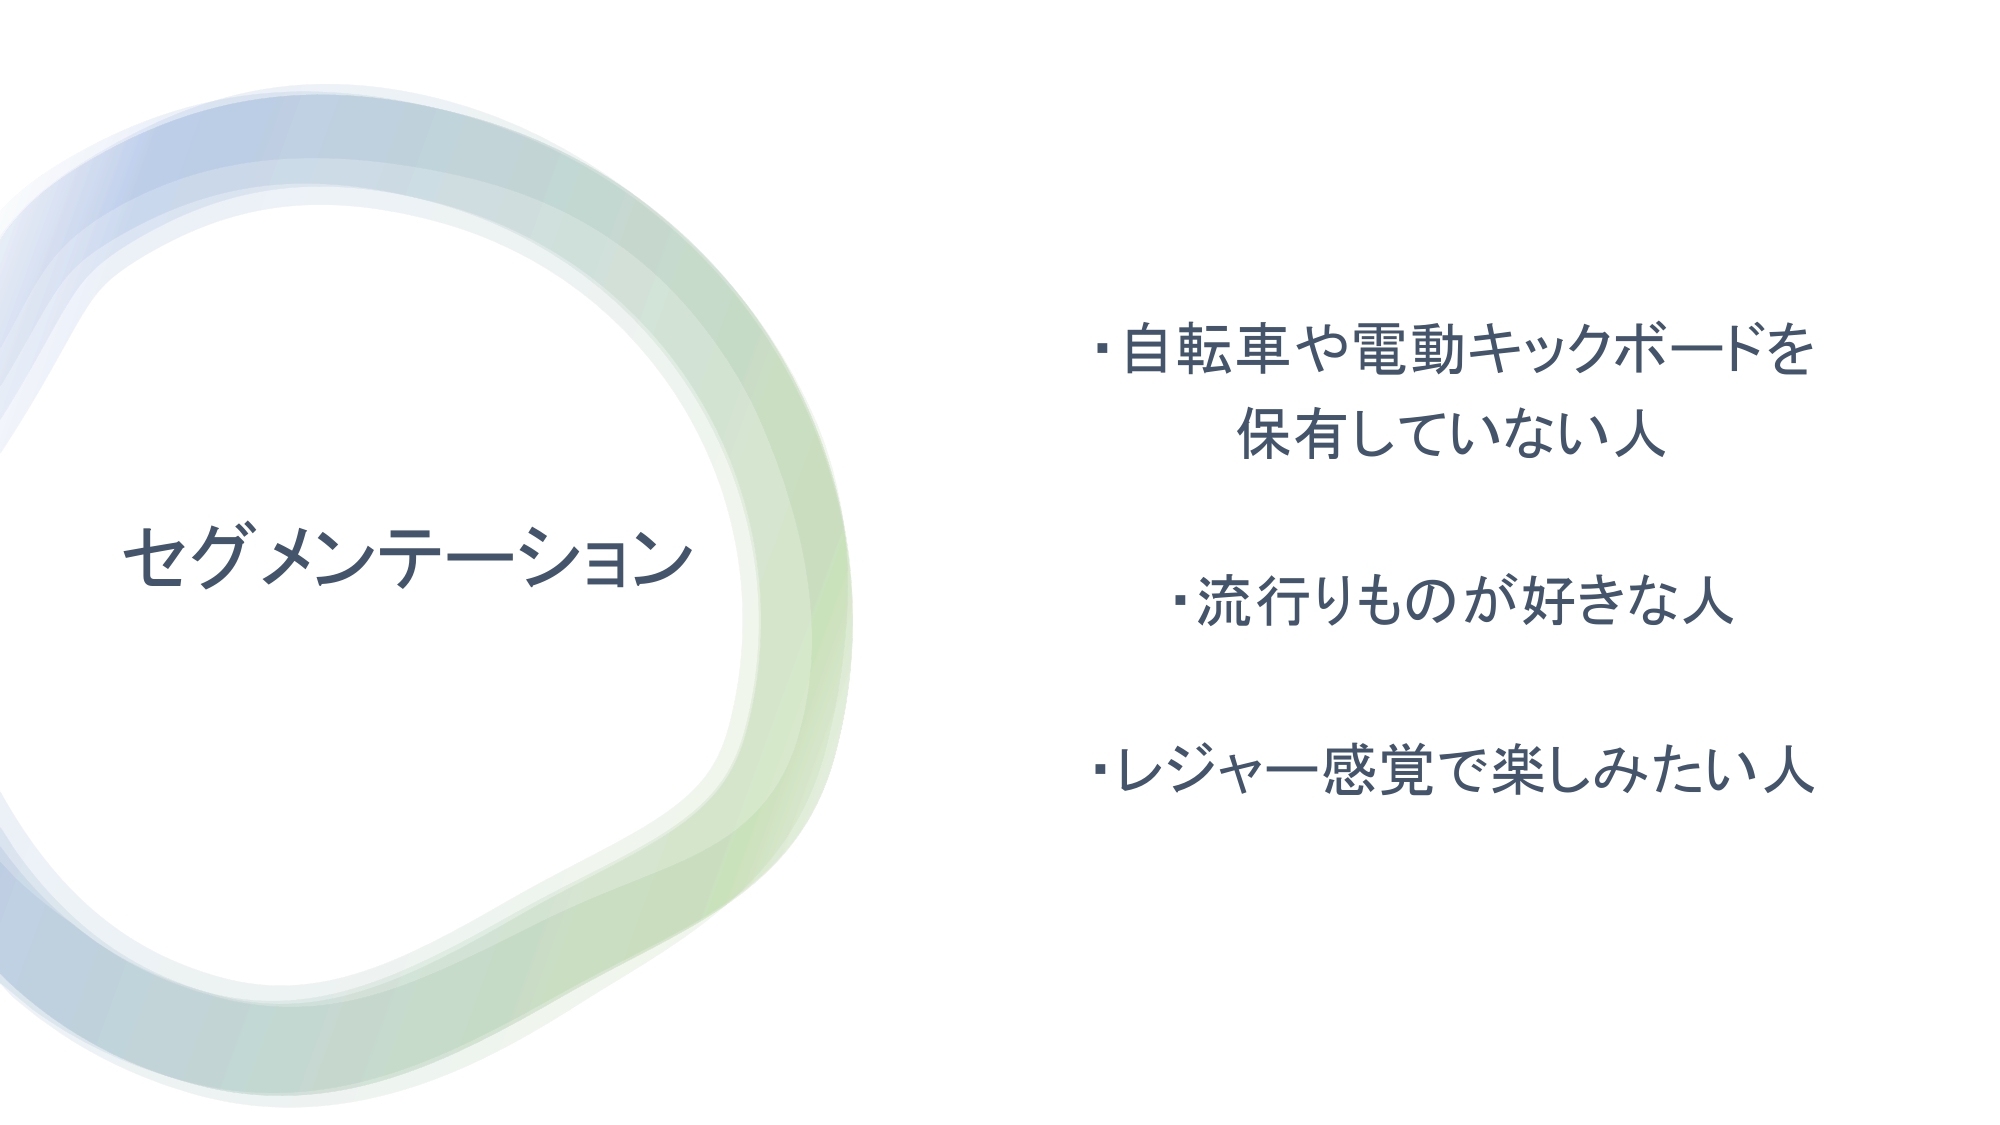 セグメンテーション
・自転車や電動キックボードを
保有していない人
・流行りものが好きな人
・レジャー感覚で楽しみたい人